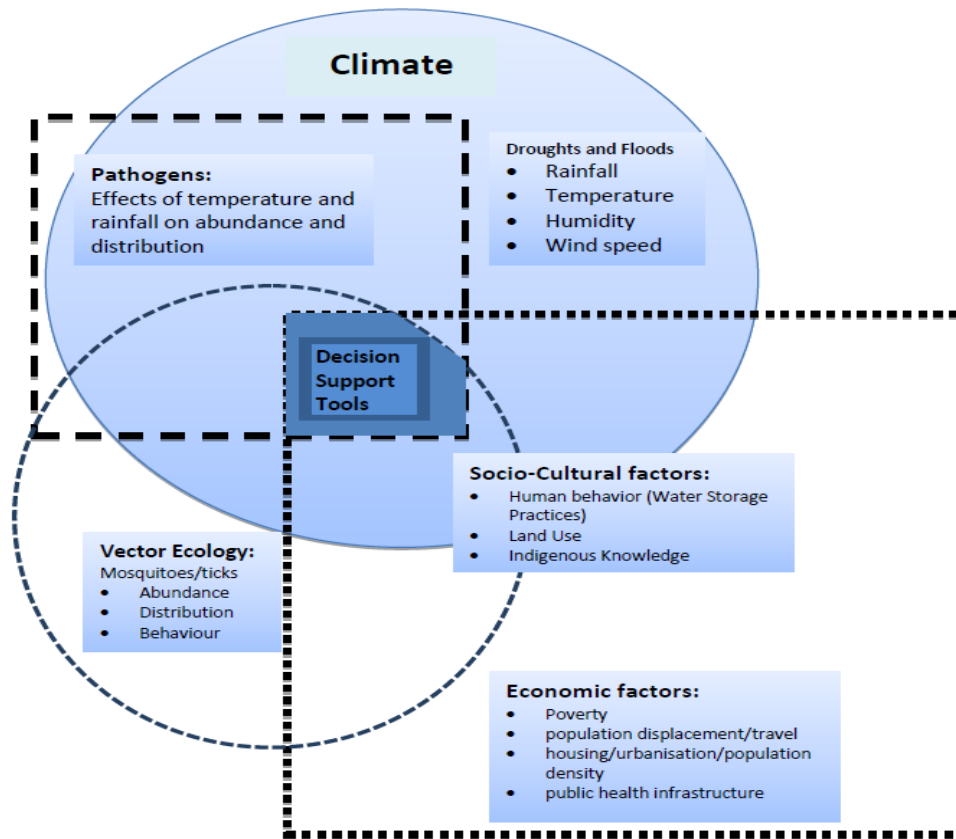 Climate
Pathogens:
Effects of temperature and
rainfall on abundance and
distribution
Droughts and Floods
• Rainfall
• Temperature
• Humidity
• Wind speed
Decision
Support
Tools
Socio-Cultural factors:
• Human behavior (Water Storage
Practices)
• Land Use
• Indigenous Knowledge
Vector Ecology:
Mosquitoes/ticks
• Abundance
• Distribution
• Behaviour
Economic factors:
• Poverty
• population displacement/travel
• housing/urbanisation/population
density
• public health infrastructure